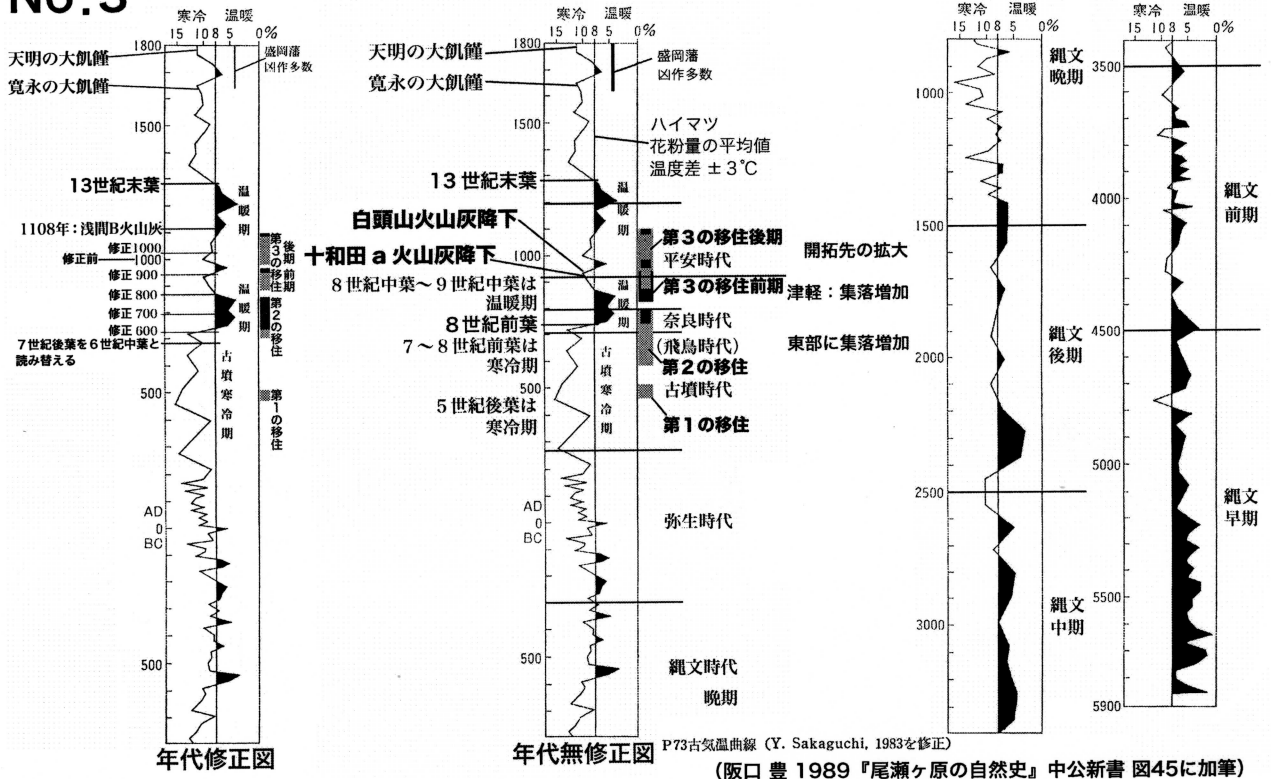 No.3
寒冷 温暖
15 10 8 5 0%
1800
天明の大飢饉
寛永の大飢饉
盛岡藩
凶作多数
1500
13世紀末葉
温暖期
1108年:浅間B火山灰
修正1000
修正前 1000
修正 900
修正 800
修正 700
修正 600
温暖期
7世紀後葉を6世紀中葉と
読み替える
古墳寒冷期
第3の移住
後期
前期
第2の移住
第1の移住
500
AD
0
BC
500
年代修正図
寒冷 温暖
15 10 8 5 0%
1800
天明の大飢饉
寛永の大飢饉
盛岡藩
凶作多数
1500
ハイマツ
花粉量の平均値
温度差 ±3℃
13世紀末葉
温暖期
白頭山火山灰降下
十和田a火山灰降下
1000
第3の移住後期
平安時代
第3の移住前期
8世紀中葉~9世紀中葉は
温暖期
温暖期
8世紀前葉
奈良時代
7~8世紀前葉は
寒冷期
(飛鳥時代)
第2の移住
古墳寒冷期
500
古墳時代
5世紀後葉は
寒冷期
第1の移住
AD
0
BC
弥生時代
500
縄文時代
晩期
年代無修正図
開拓先の拡大
津軽:集落増加
東部に集落増加
寒冷 温暖
15 10 8 5 0%
縄文
晩期
1000
1500
縄文
後期
2000
2500
縄文
中期
3000
寒冷 温暖
15 10 8 5 0%
3500
縄文
前期
4000
4500
5000
縄文
早期
5500
5900
P73古気温曲線(Y. Sakaguchi, 1983を修正)
(阪口 豊 1989『尾瀬ヶ原の自然史』中公新書 図45に加筆)